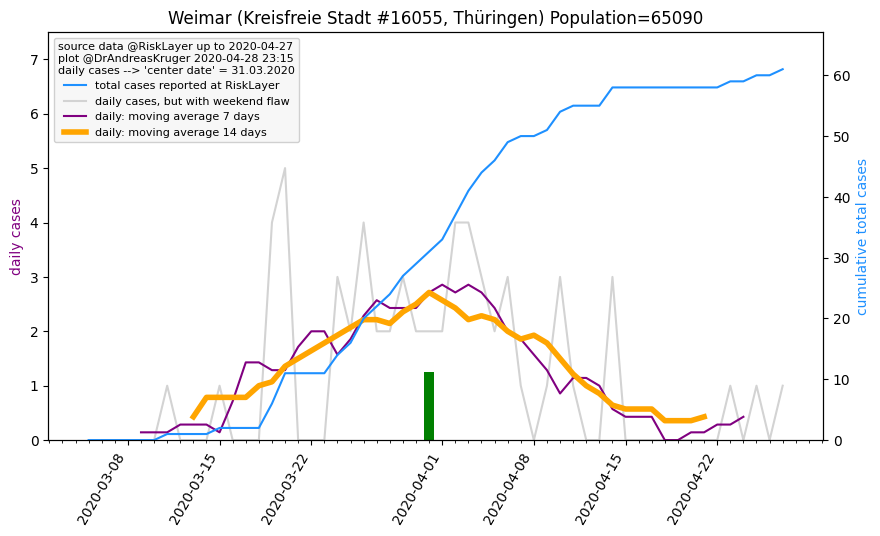 Weimar (Kreisfreie Stadt #16055, Thüringen) Population=65090
source data @RiskLayer up to 2020-04-27
plot @DrAndreasKruger 2020-04-28 23:15
daily cases --> 'center date' = 31.03.2020
total cases reported at RiskLayer
daily cases, but with weekend flaw
daily: moving average 7 days
daily: moving average 14 days
daily cases
7
6
5
4
3
2
1
0
60
50
40
30
20
10
0
cumulative total cases
2020-03-08
2020-03-15
2020-03-22
2020-04-01
2020-04-08
2020-04-15
2020-04-22